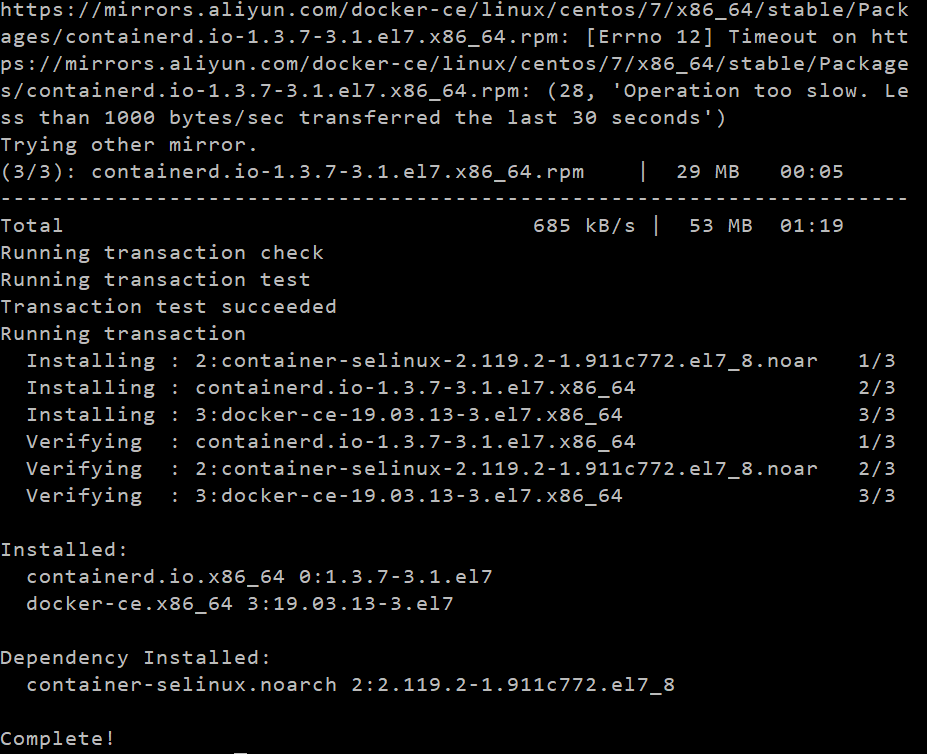 https://mirrors.aliyun.com/docker-ce/linux/centos/7/x86_64/stable/Pack
ages/containerd.io-1.3.7-3.1.el7.x86_64.rpm: [Errno 12] Timeout on htt
ps://mirrors.aliyun.com/docker-ce/linux/centos/7/x86_64/stable/Package
s/containerd.io-1.3.7-3.1.el7.x86_64.rpm: (28, 'Operation too slow. Le
ss than 1000 bytes/sec transferred the last 30 seconds')
Trying other mirror.
(3/3): containerd.io-1.3.7-3.1.el7.x86_64.rpm    |  29 MB   00:05
----------------------------------------------------------------------
Total                                    685 kB/s |  53 MB  01:19
Running transaction check
Running transaction test
Transaction test succeeded
Running transaction
  Installing : 2:container-selinux-2.119.2-1.911c772.el7_8.noar   1/3
  Installing : containerd.io-1.3.7-3.1.el7.x86_64                 2/3
  Installing : 3:docker-ce-19.03.13-3.el7.x86_64                  3/3
  Verifying  : containerd.io-1.3.7-3.1.el7.x86_64                 1/3
  Verifying  : 2:container-selinux-2.119.2-1.911c772.el7_8.noar   2/3
  Verifying  : 3:docker-ce-19.03.13-3.el7.x86_64                  3/3

Installed:
  containerd.io.x86_64 0:1.3.7-3.1.el7
  docker-ce.x86_64 3:19.03.13-3.el7

Dependency Installed:
  container-selinux.noarch 2:2.119.2-1.911c772.el7_8

Complete!